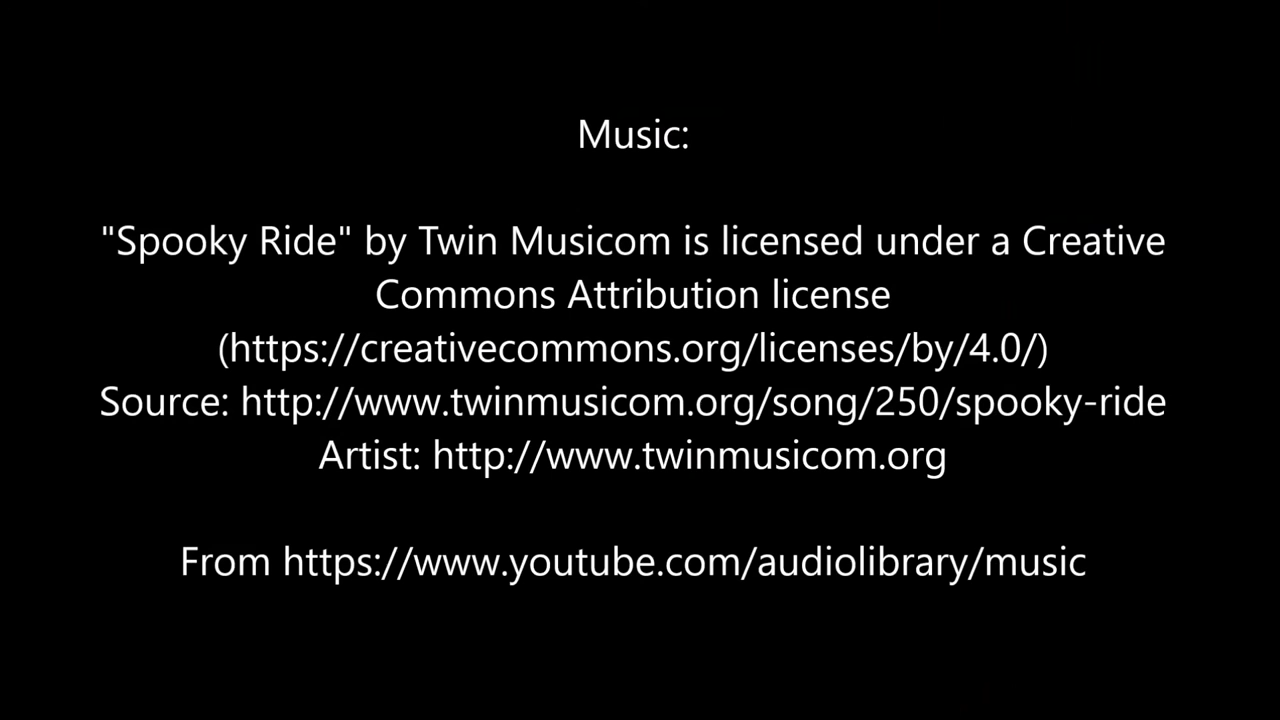 Music:
"Spooky Ride" by Twin Musicom is licensed under a Creative
Commons Attribution license
(https://creativecommons.org/licenses/by/4.0/)
Source: http://www.twinmusicom.org/song/250/spooky-ride
Artist: http://www.twinmusicom.org
From https://www.youtube.com/audiolibrary/music